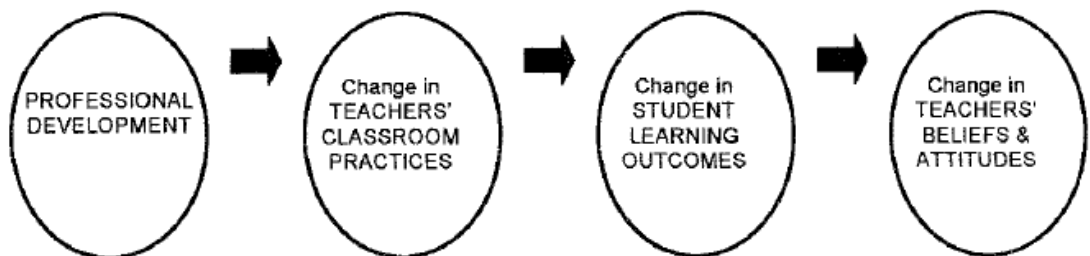 PROFESSIONAL
DEVELOPMENT
Change in
TEACHERS'
CLASSROOM
PRACTICES
Change in
STUDENT
LEARNING
OUTCOMES
Change in
TEACHERS'
BELIEFS &
ATTITUDES